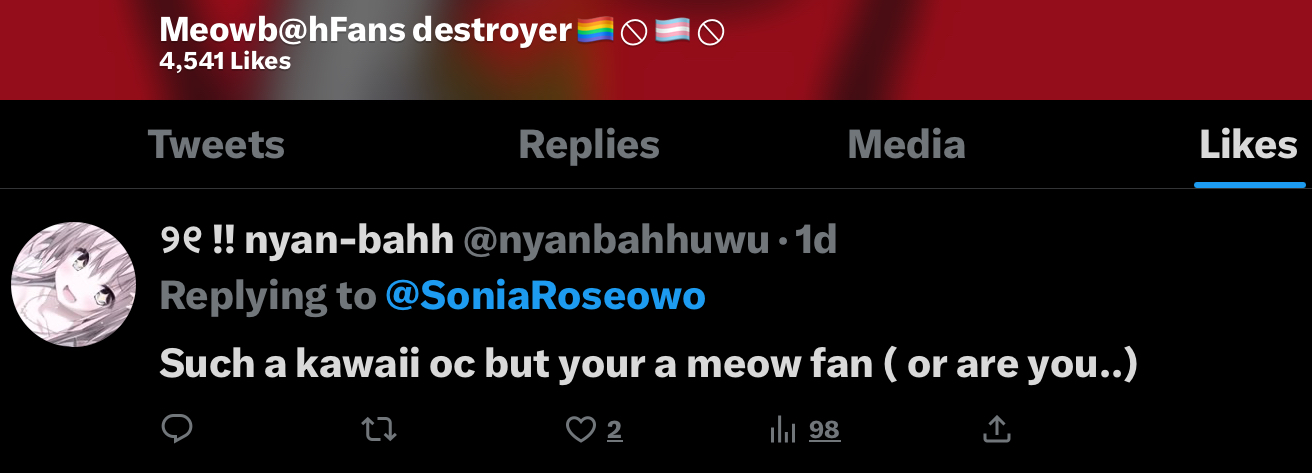 Meowb@hFans destroyer🏳️‍🌈🚫🏳️‍⚧️🚫
4,541 Likes
Tweets Replies Media Likes
୨୧ !! nyan-bahh @nyanbahhuwu · 1d
Replying to @SoniaRoseowo
Such a kawaii oc but your a meow fan ( or are you..)
2 98